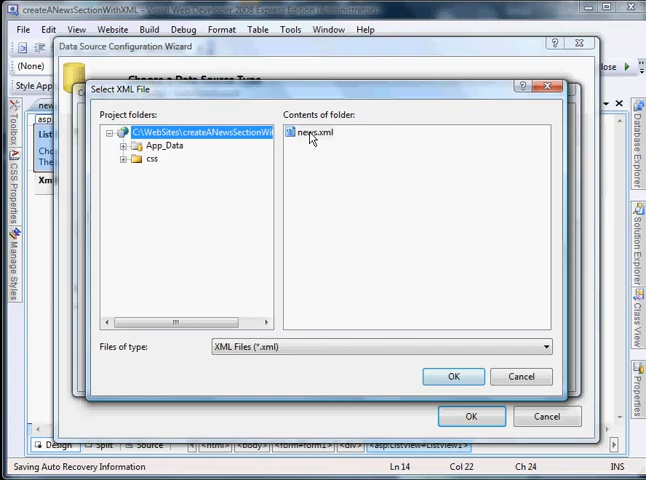 createANewsSectionWithXML - Visual Web Developer 2008 Express Edition (Administrator)
File Edit View Website Build Debug Format Table Tools Window Help
Data Source Configuration Wizard
(None)
Choose a Data Source Type
Style App
Select XML File
Project folders:
Contents of folder:
C:\WebSites\createANewsSectionWit
App_Data
css
news.xml
Files of type:
XML Files (*.xml)
OK
Cancel
OK
Cancel
Toolbox
CSS Properties
Manage Styles
Database Explorer
Solution Explorer
Class View
Properties
Design Split Source <html> <body> <form#form1> <div> <asp:ListView#ListView1>
Saving Auto Recovery Information Ln 14 Col 22 Ch 24 INS